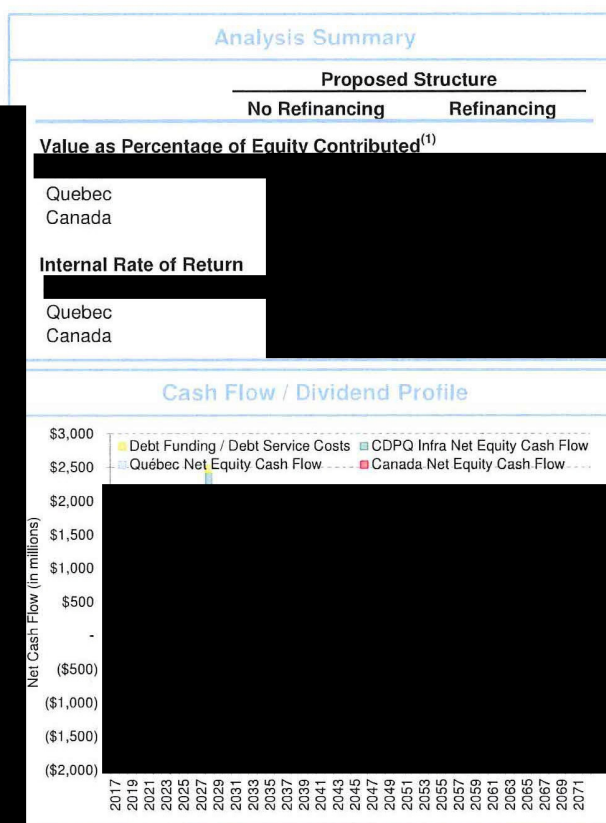 Analysis Summary
Proposed Structure
No Refinancing Refinancing
Value as Percentage of Equity Contributed(1)
Quebec
Canada
Internal Rate of Return
Quebec
Canada
Cash Flow / Dividend Profile
Debt Funding / Debt Service Costs CDPQ Infra Net Equity Cash Flow
Québec Net Equity Cash Flow Canada Net Equity Cash Flow
Net Cash Flow (in millions)
$3,000
$2,500
$2,000
$1,500
$1,000
$500
-
($500)
($1,000)
($1,500)
($2,000)
2017 2019 2021 2023 2025 2027 2029 2031 2033 2035 2037 2039 2041 2043 2045 2047 2049 2051 2053 2055 2057 2059 2061 2063 2065 2067 2069 2071